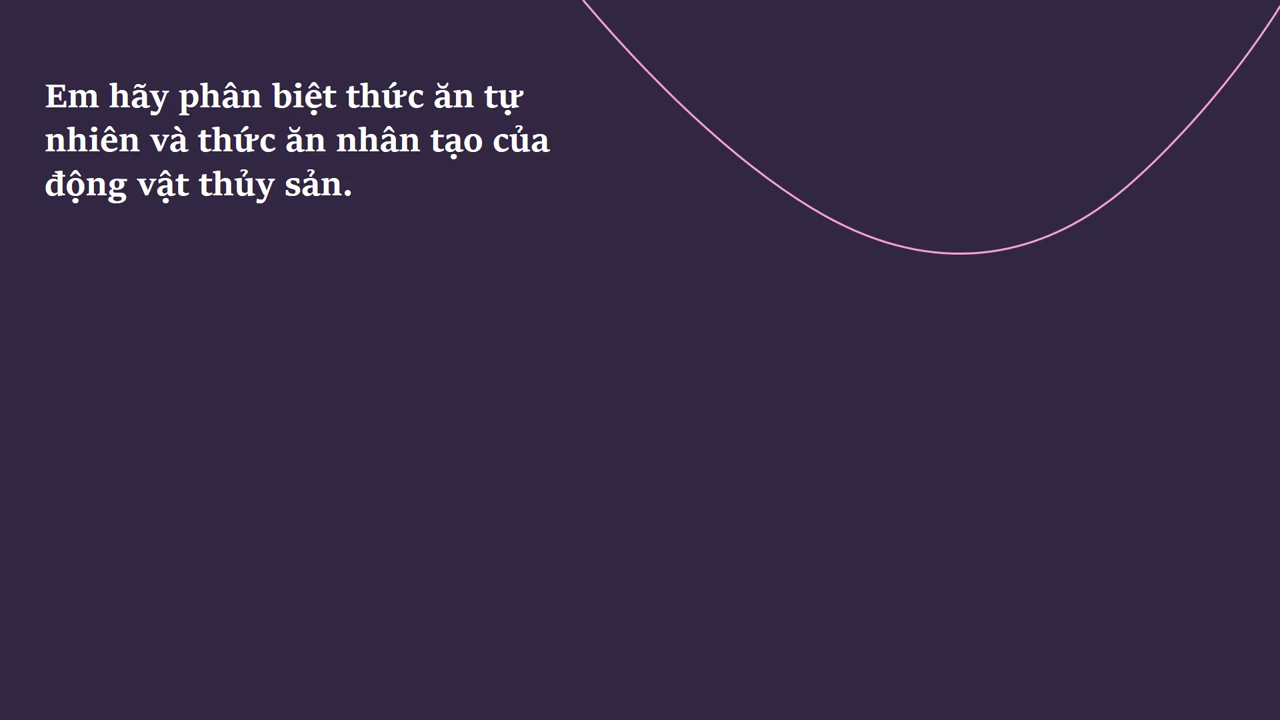 Em hãy phân biệt thức ăn tự
nhiên và thức ăn nhân tạo của
động vật thủy sản.